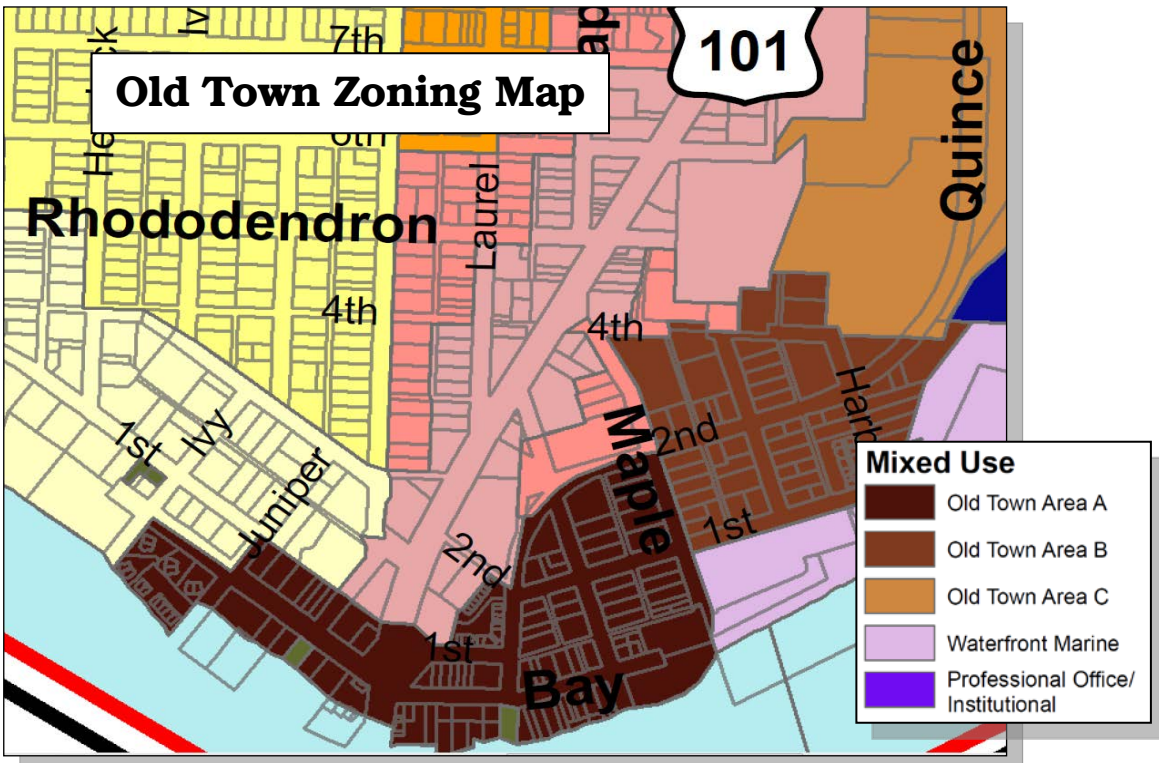 7th
101
Old Town Zoning Map
6th
Quince
Laurel
Rhododendron
4th
4th
1st
Ivy
Juniper
Maple
2nd
1st
2nd
1st
Bay
Mixed Use
Old Town Area A
Old Town Area B
Old Town Area C
Waterfront Marine
Professional Office/
Institutional